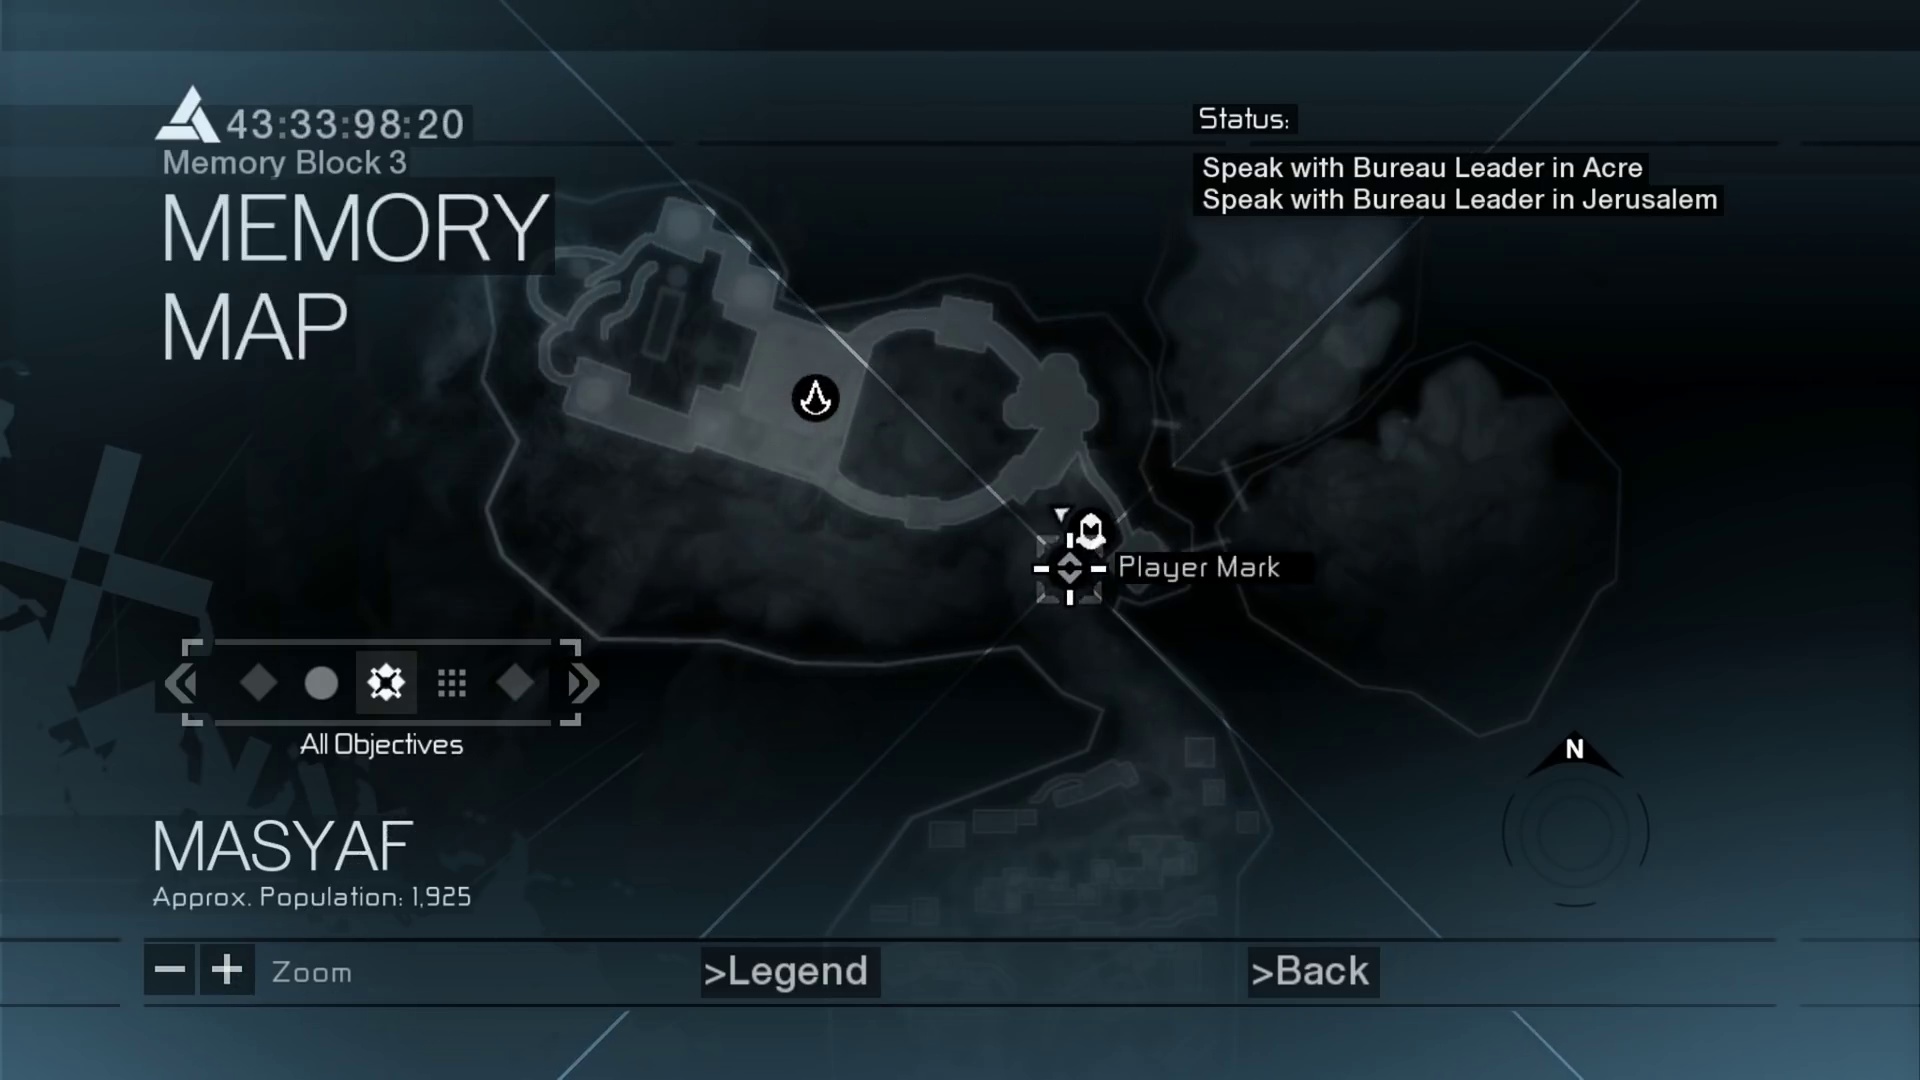 43:33:98:20
Memory Block 3
MEMORY
MAP
Status:
Speak with Bureau Leader in Acre
Speak with Bureau Leader in Jerusalem
Player Mark
All Objectives
N
MASYAF
Approx. Population: 1,925
− + Zoom
>Legend
>Back